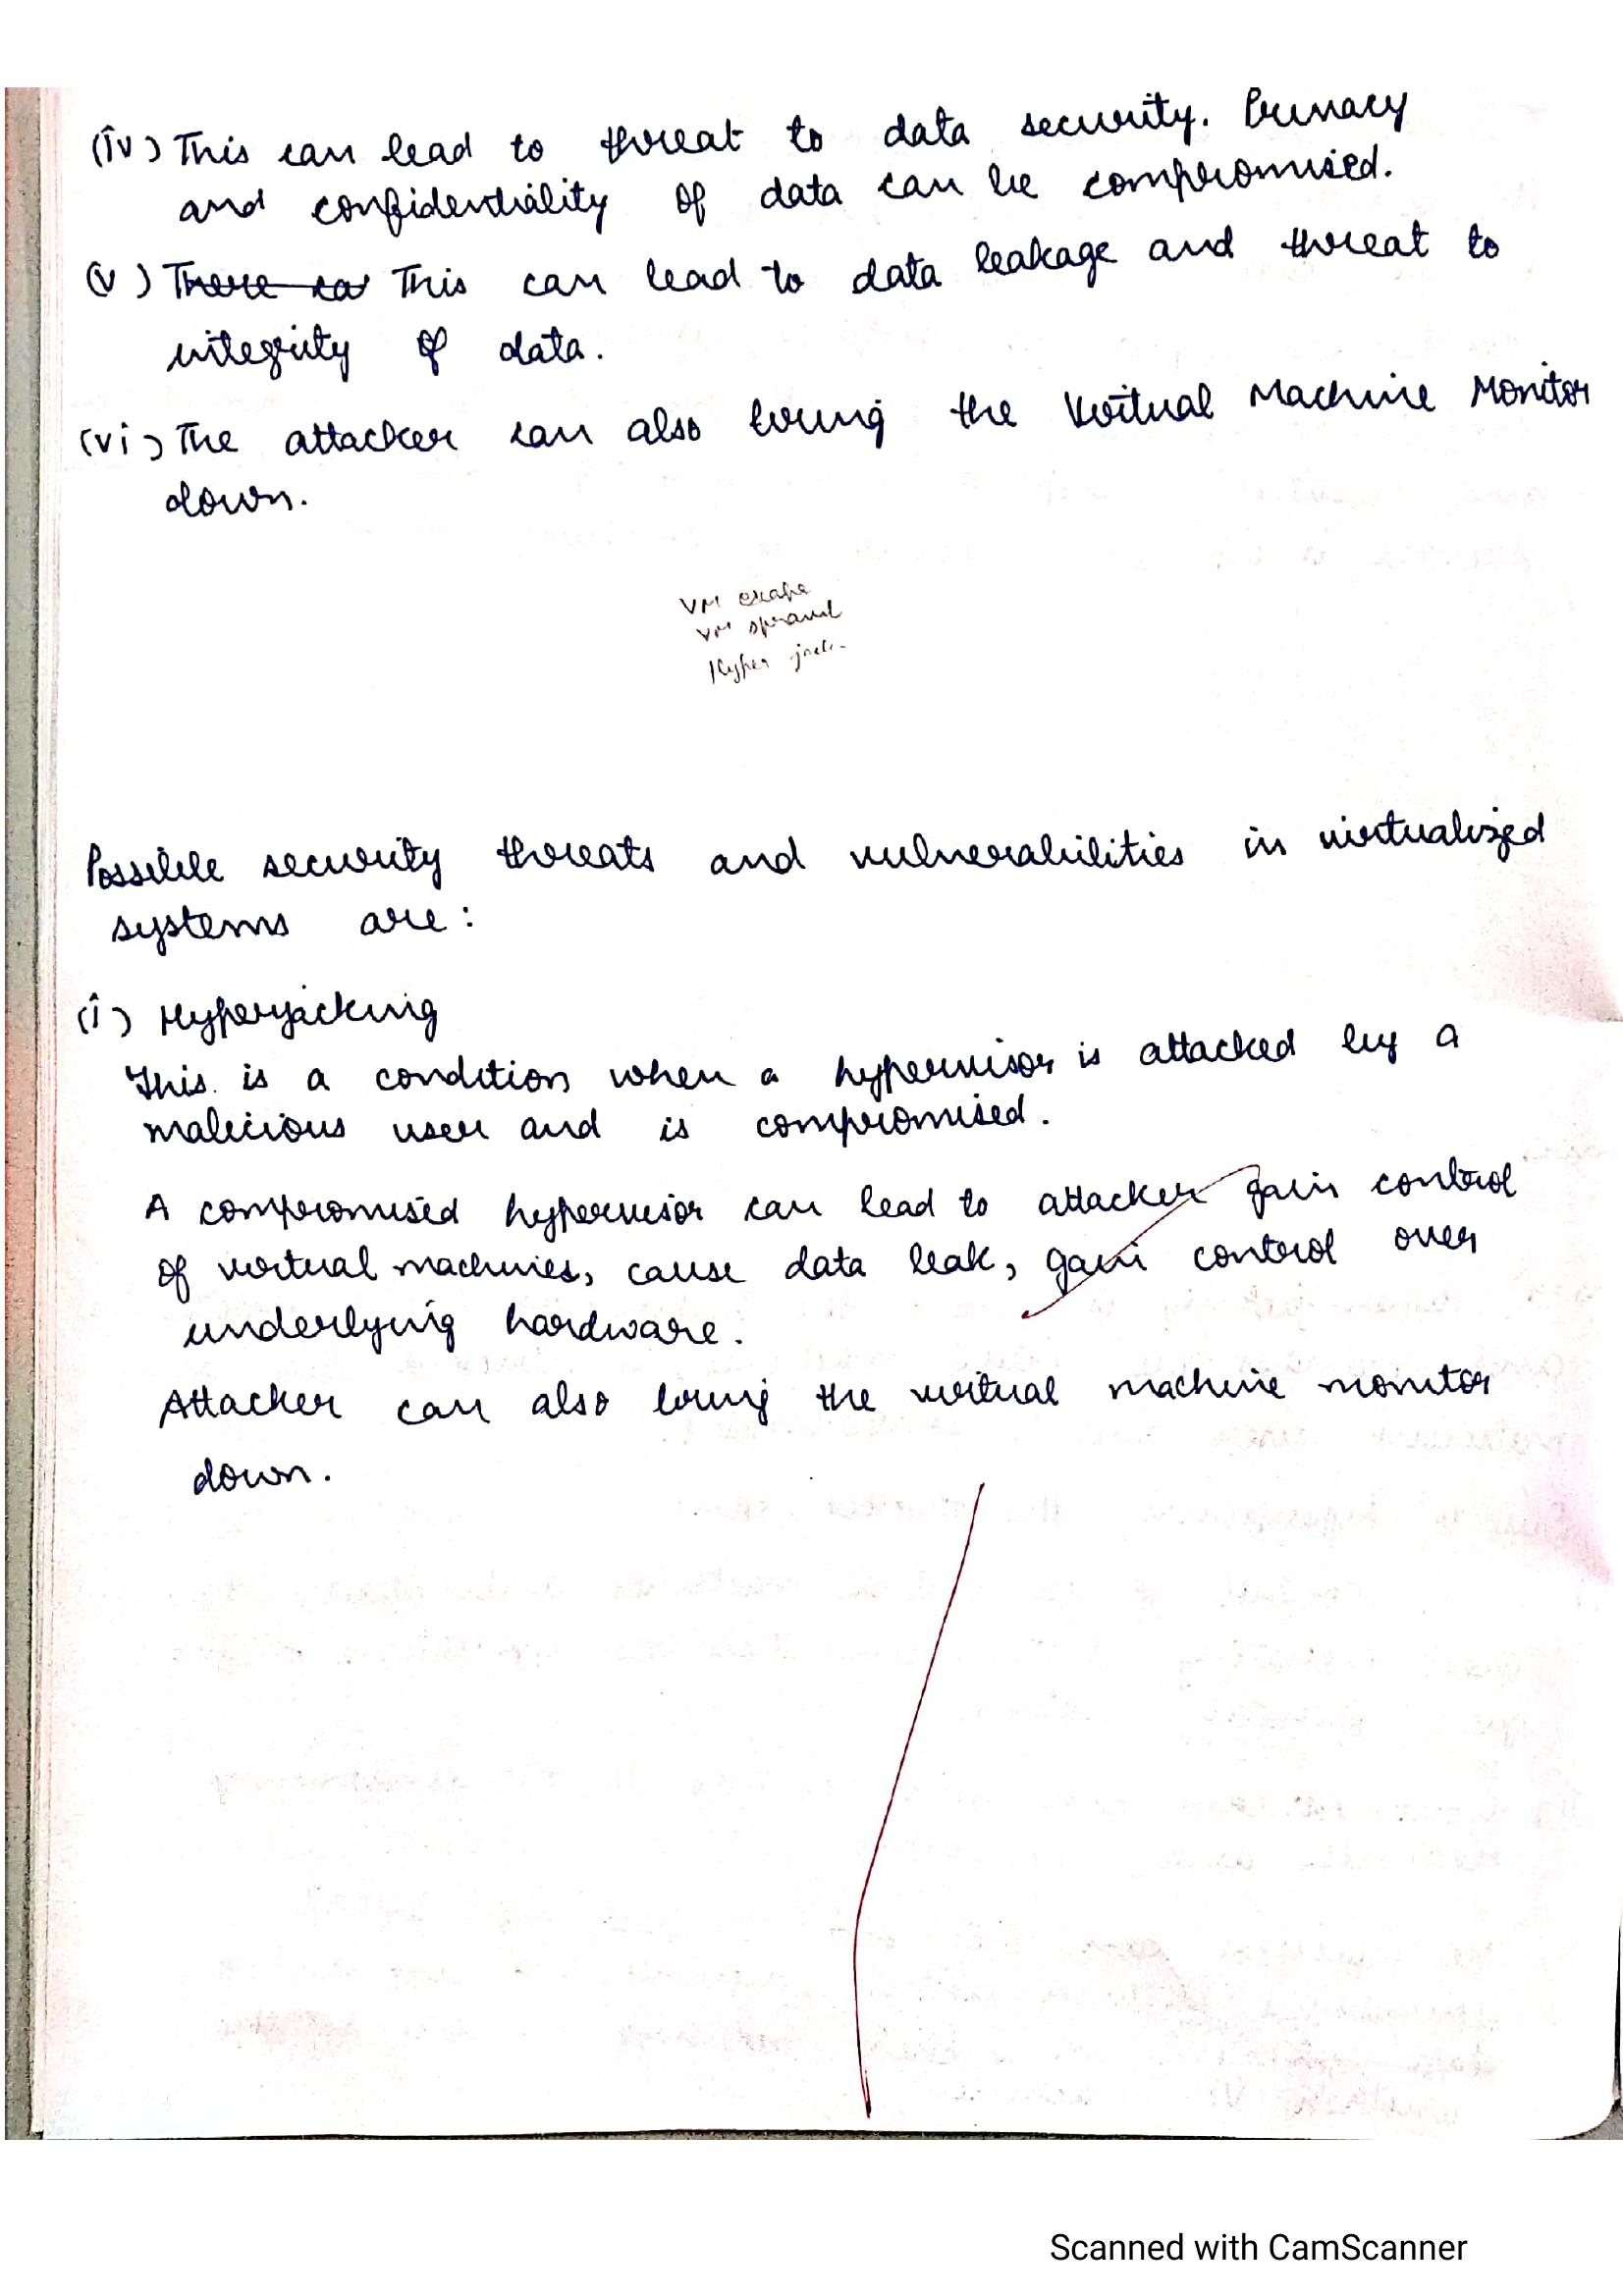 (iv) This can lead to threat to data security. Privacy
and confidentiality of data can be compromised.
(v) There ca This can lead to data leakage and threat to
integrity of data.
(vi) The attacker can also bring the Virtual Machine Monitor
down.
VM escape
VM sprawl
Hyper jack.
Possible security threats and vulnerabilities in virtualized
systems are:
(i) Hyperjacking
This is a condition when a hypervisor is attacked by a
malicious user and is compromised.
A compromised hypervisor can lead to attacker gain control
of virtual machines, cause data leak, gain control over
underlying hardware.
Attacker can also bring the virtual machine monitor
down.
Scanned with CamScanner